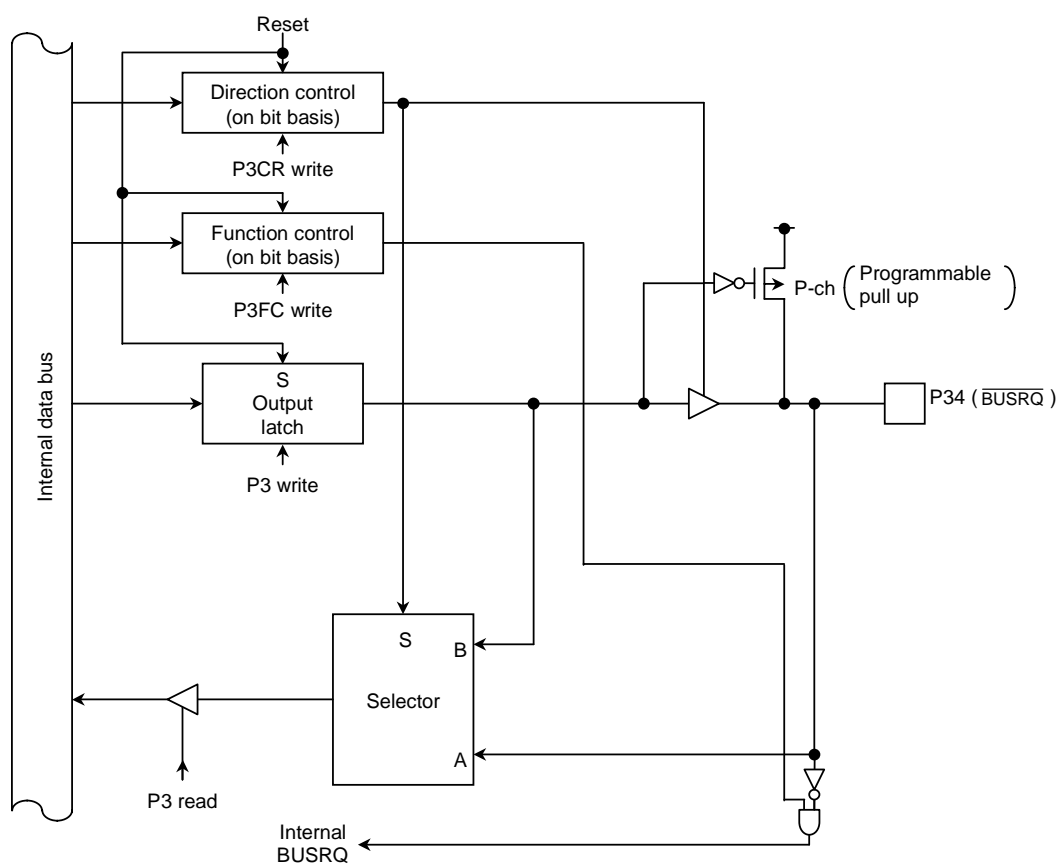 Reset
Direction control
(on bit basis)
P3CR write
Function control
(on bit basis)
P3FC write
P-ch
Programmable
pull up
Internal data bus
S
Output
latch
P3 write
P34 ( BUSRQ )
S
B
Selector
A
P3 read
Internal
BUSRQ